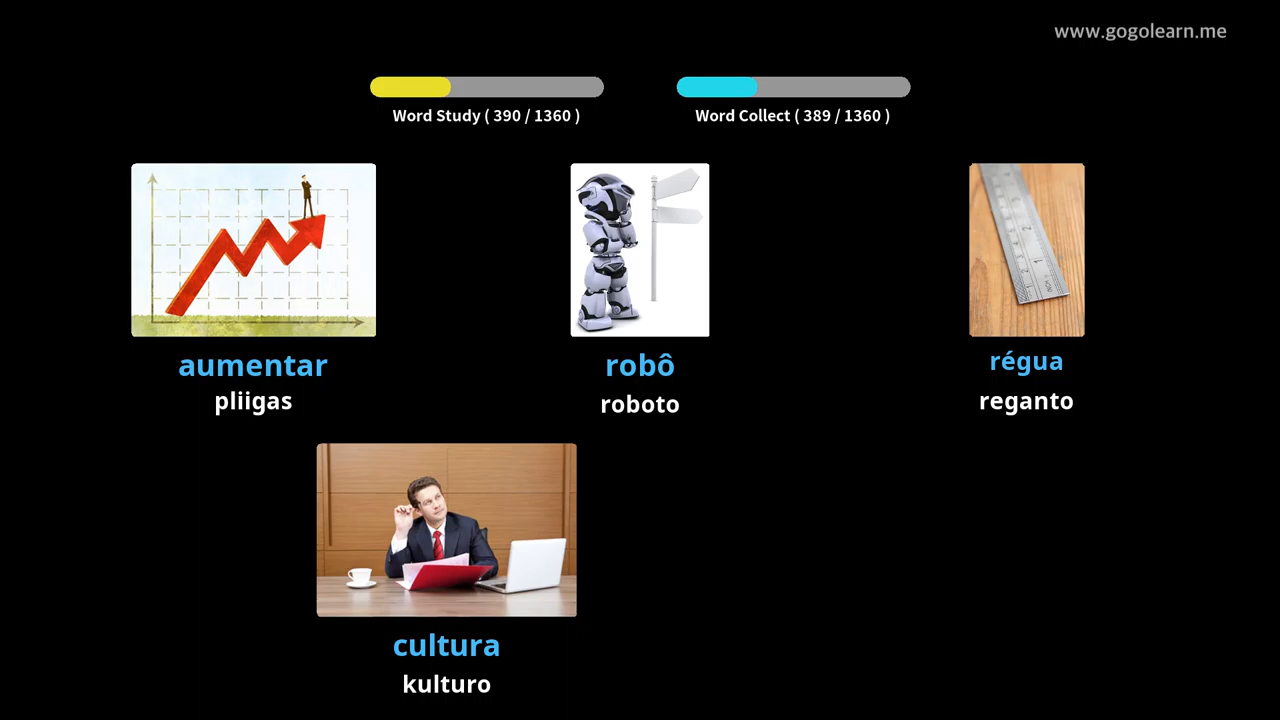 www.gogolearn.me
Word Study ( 390 / 1360 )
Word Collect ( 389 / 1360 )
aumentar
pliigas
robô
roboto
régua
reganto
cultura
kulturo